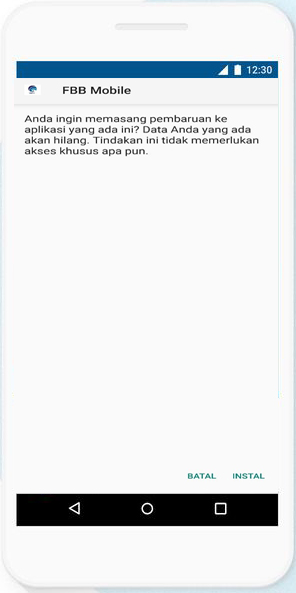 12:30
FBB Mobile
Anda ingin memasang pembaruan ke
aplikasi yang ada ini? Data Anda yang ada
akan hilang. Tindakan ini tidak memerlukan
akses khusus apa pun.
BATAL INSTAL